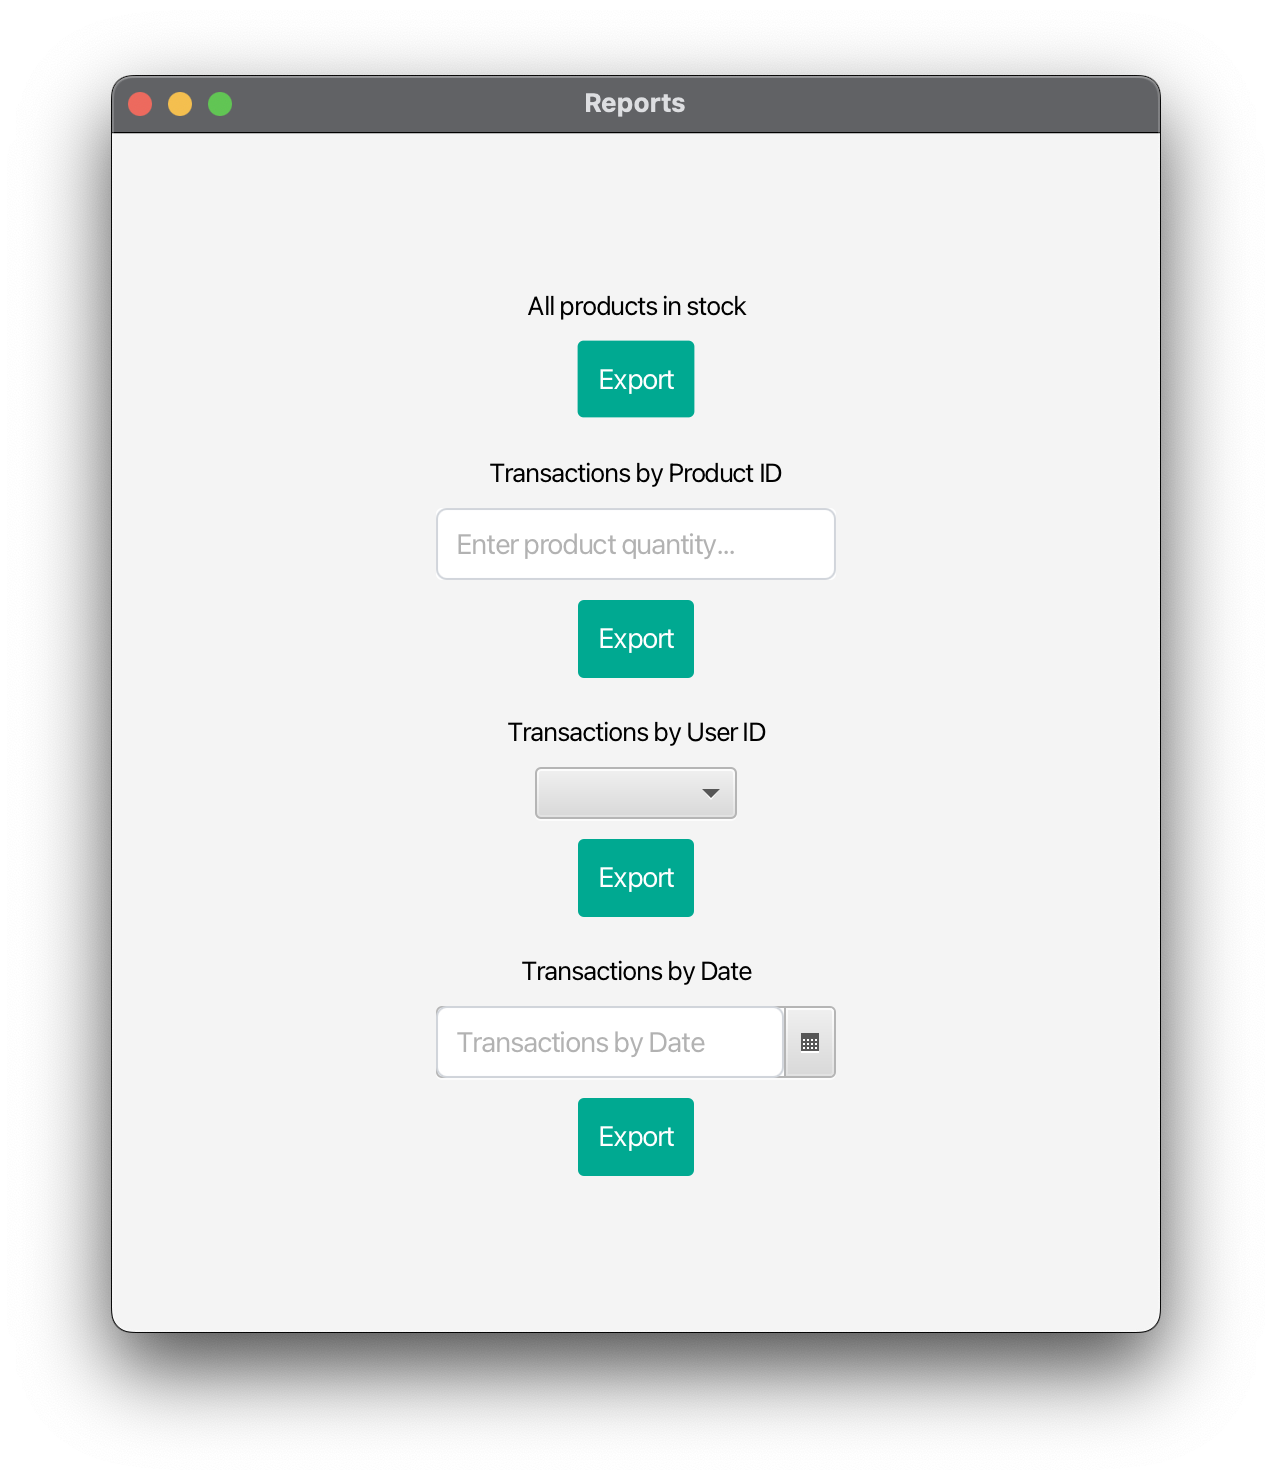 Reports
All products in stock
Export
Transactions by Product ID
Enter product quantity...
Export
Transactions by User ID
Export
Transactions by Date
Transactions by Date
Export